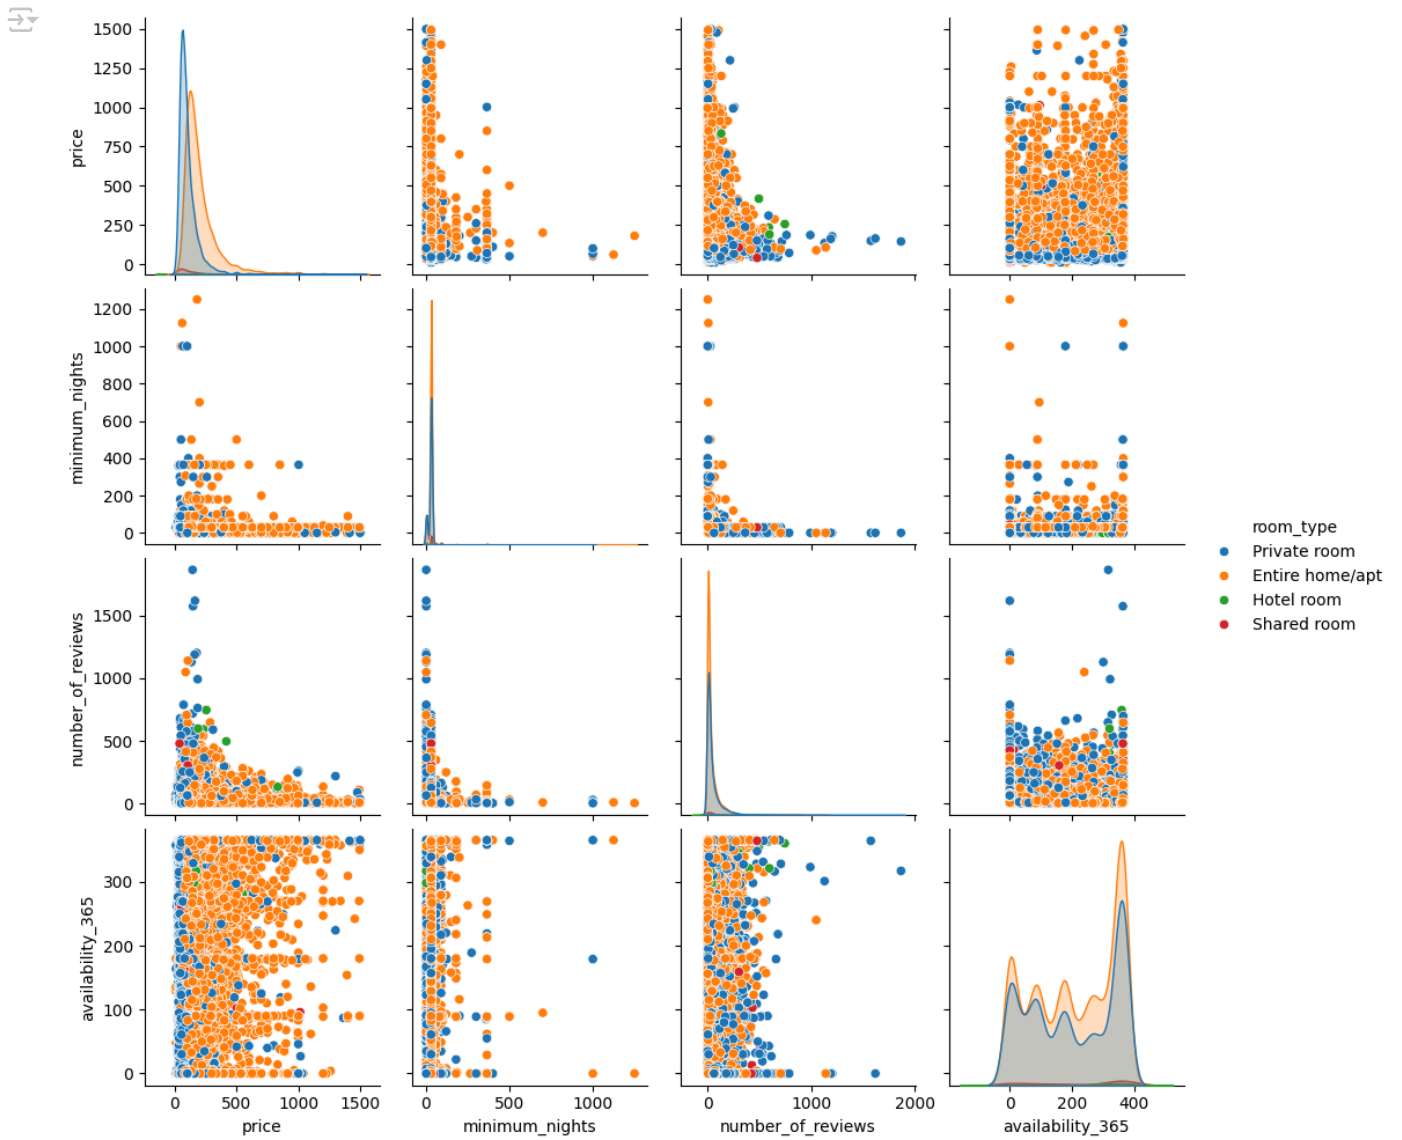 1500
1250
1000
750
500
250
0
price
1200
1000
800
600
400
200
0
minimum_nights
1500
1000
500
0
number_of_reviews
300
200
100
0
availability_365
0 500 1000 1500
price
0 500 1000
minimum_nights
0 1000 2000
number_of_reviews
0 200 400
availability_365
room_type
Private room
Entire home/apt
Hotel room
Shared room